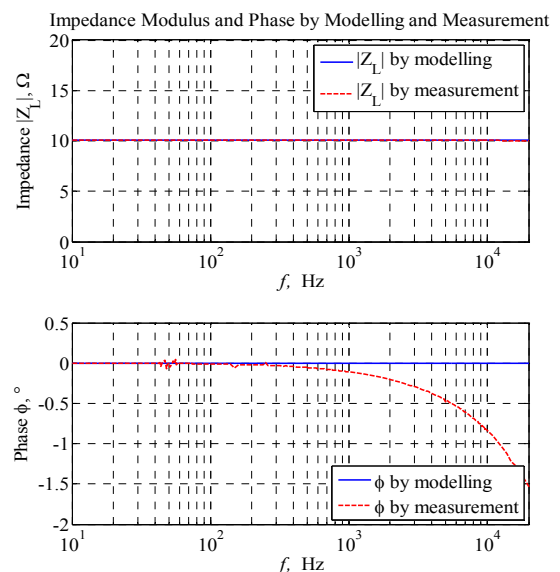 Impedance Modulus and Phase by Modelling and Measurement
20
15
10
5
0
Impedance |Z_L|, Ω
|Z_L| by modelling
|Z_L| by measurement
10^1
10^2
10^3
10^4
f, Hz
0.5
0
-0.5
-1
-1.5
-2
Phase ϕ, °
ϕ by modelling
ϕ by measurement
10^1
10^2
10^3
10^4
f, Hz